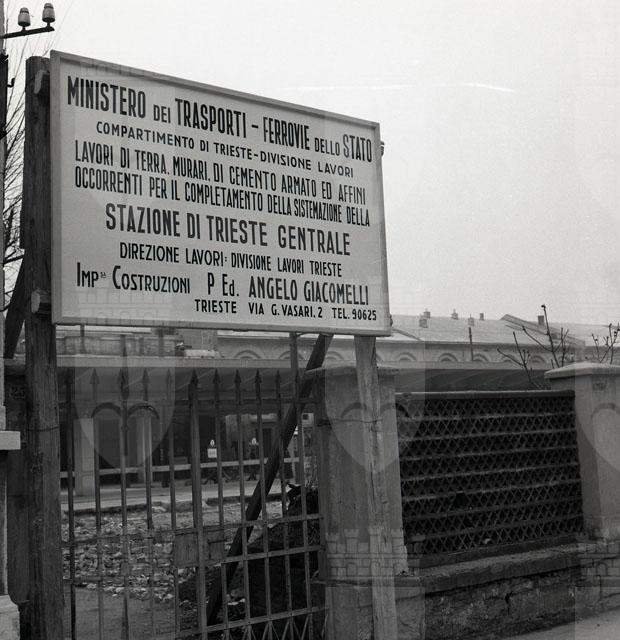 MINISTERO DEI TRASPORTI - FERROVIE DELLO STATO
COMPARTIMENTO DI TRIESTE-DIVISIONE LAVORI
LAVORI DI TERRA, MURARI, DI CEMENTO ARMATO ED AFFINI
OCCORRENTI PER IL COMPLETAMENTO DELLA SISTEMAZIONE DELLA
STAZIONE DI TRIESTE CENTRALE
DIREZIONE LAVORI: DIVISIONE LAVORI TRIESTE
IMPSA COSTRUZIONI P ED. ANGELO GIACOMELLI
TRIESTE VIA G. VASARI, 2 TEL. 90625